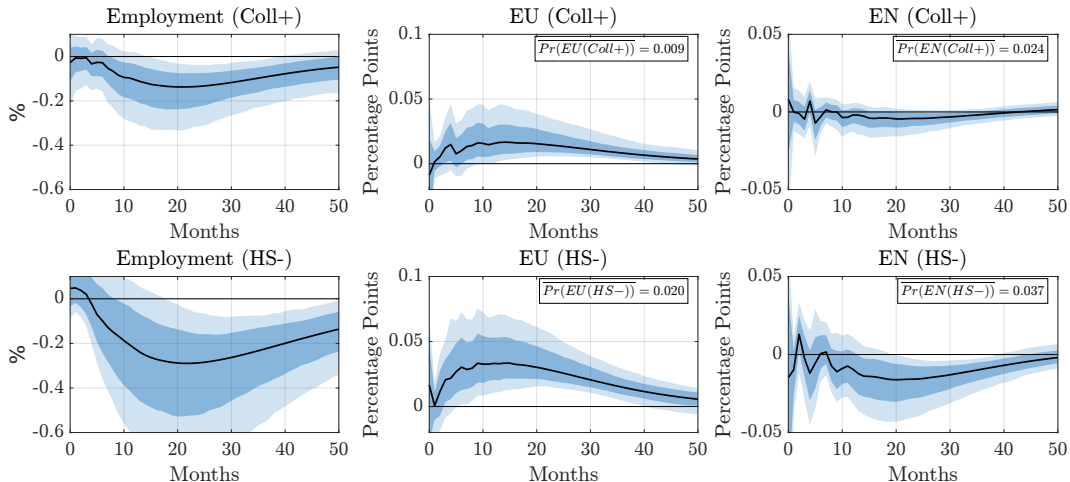 Employment (Coll+)
EU (Coll+)
EN (Coll+)
0
-0.2
-0.4
-0.6
%
0 10 20 30 40 50
Months
0.1
0.05
0
Percentage Points
Pr(EU(Coll+)) = 0.009
0 10 20 30 40 50
Months
0.05
0
-0.05
Percentage Points
Pr(EN(Coll+)) = 0.024
0 10 20 30 40 50
Months
Employment (HS-)
EU (HS-)
EN (HS-)
0
-0.2
-0.4
-0.6
%
0 10 20 30 40 50
Months
0.1
0.05
0
Percentage Points
Pr(EU(HS−)) = 0.020
0 10 20 30 40 50
Months
0.05
0
-0.05
Percentage Points
Pr(EN(HS−)) = 0.037
0 10 20 30 40 50
Months